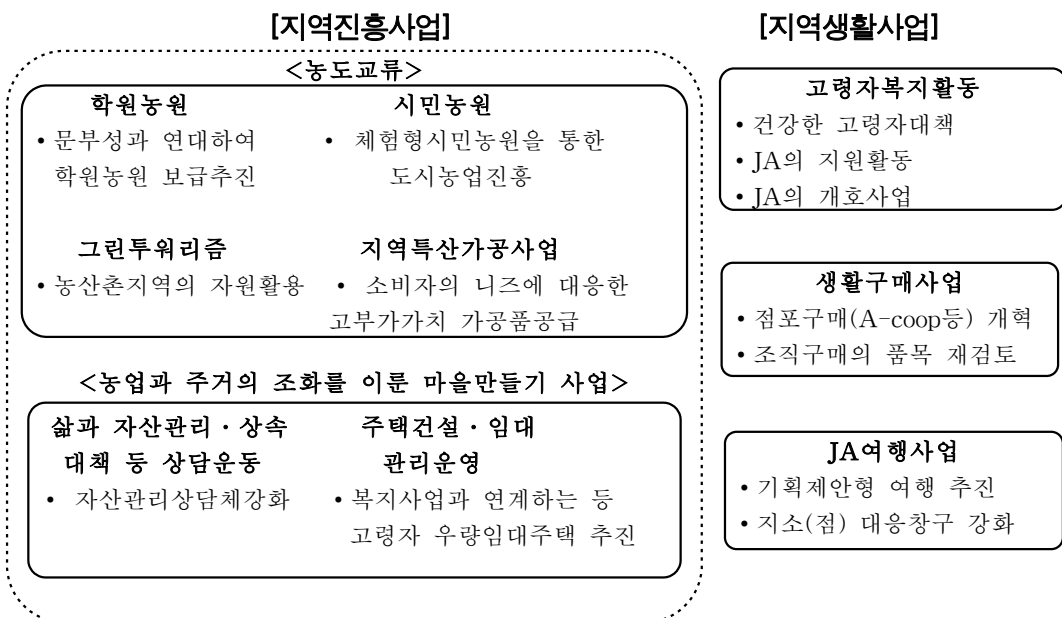 [지역진흥사업]
<농도교류>
학원농원
• 문부성과 연대하여
학원농원 보급추진
시민농원
• 체험형시민농원을 통한
도시농업진흥
그린투워리즘
• 농산촌지역의 자원활용
지역특산가공사업
• 소비자의 니즈에 대응한
고부가가치 가공품공급
<농업과 주거의 조화를 이룬 마을만들기 사업>
삶과 자산관리 · 상속
대책 등 상담운동
• 자산관리상담체강화
주택건설 · 임대
관리운영
• 복지사업과 연계하는 등
고령자 우량임대주택 추진
[지역생활사업]
고령자복지활동
• 건강한 고령자대책
• JA의 지원활동
• JA의 개호사업
생활구매사업
• 점포구매(A-coop등) 개혁
• 조직구매의 품목 재검토
JA여행사업
• 기획제안형 여행 추진
• 지소(점) 대응창구 강화